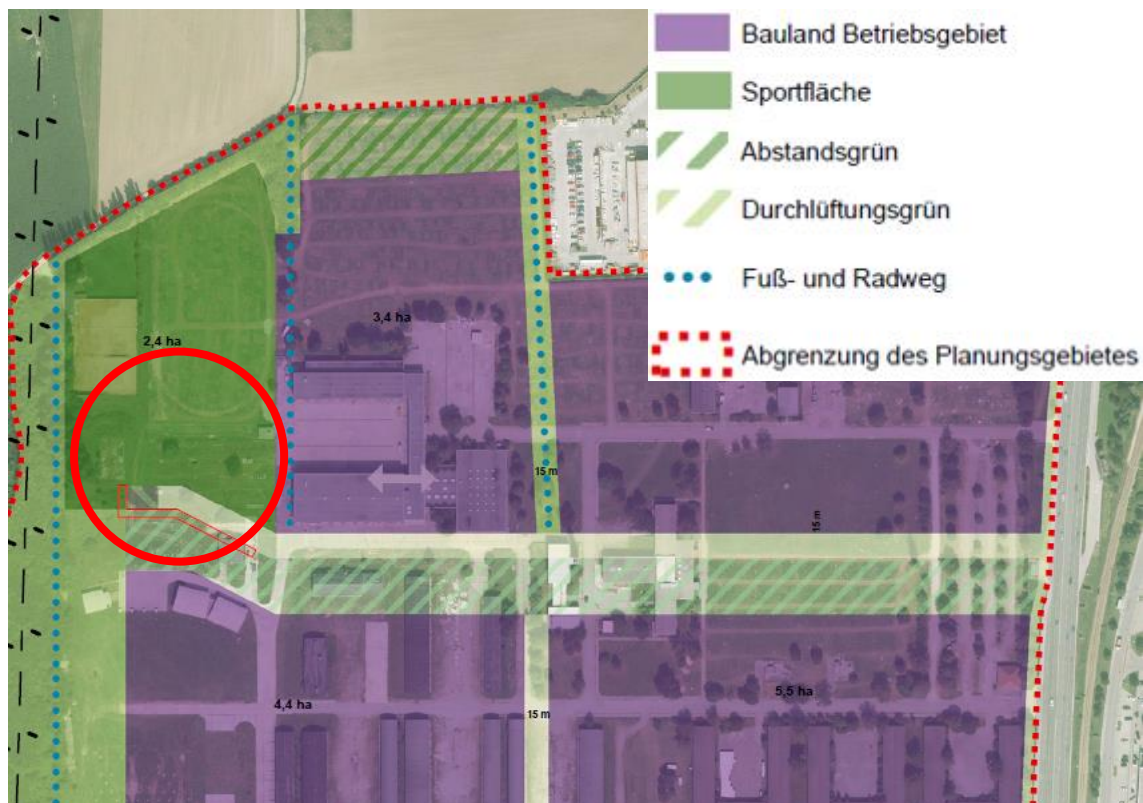 Bauland Betriebsgebiet
Sportfläche
Abstandsgrün
Durchlüftungsgrün
Fuß- und Radweg
Abgrenzung des Planungsgebietes
3,4 ha
2,4 ha
15 m
15 m
5,5 ha
4,4 ha
15 m